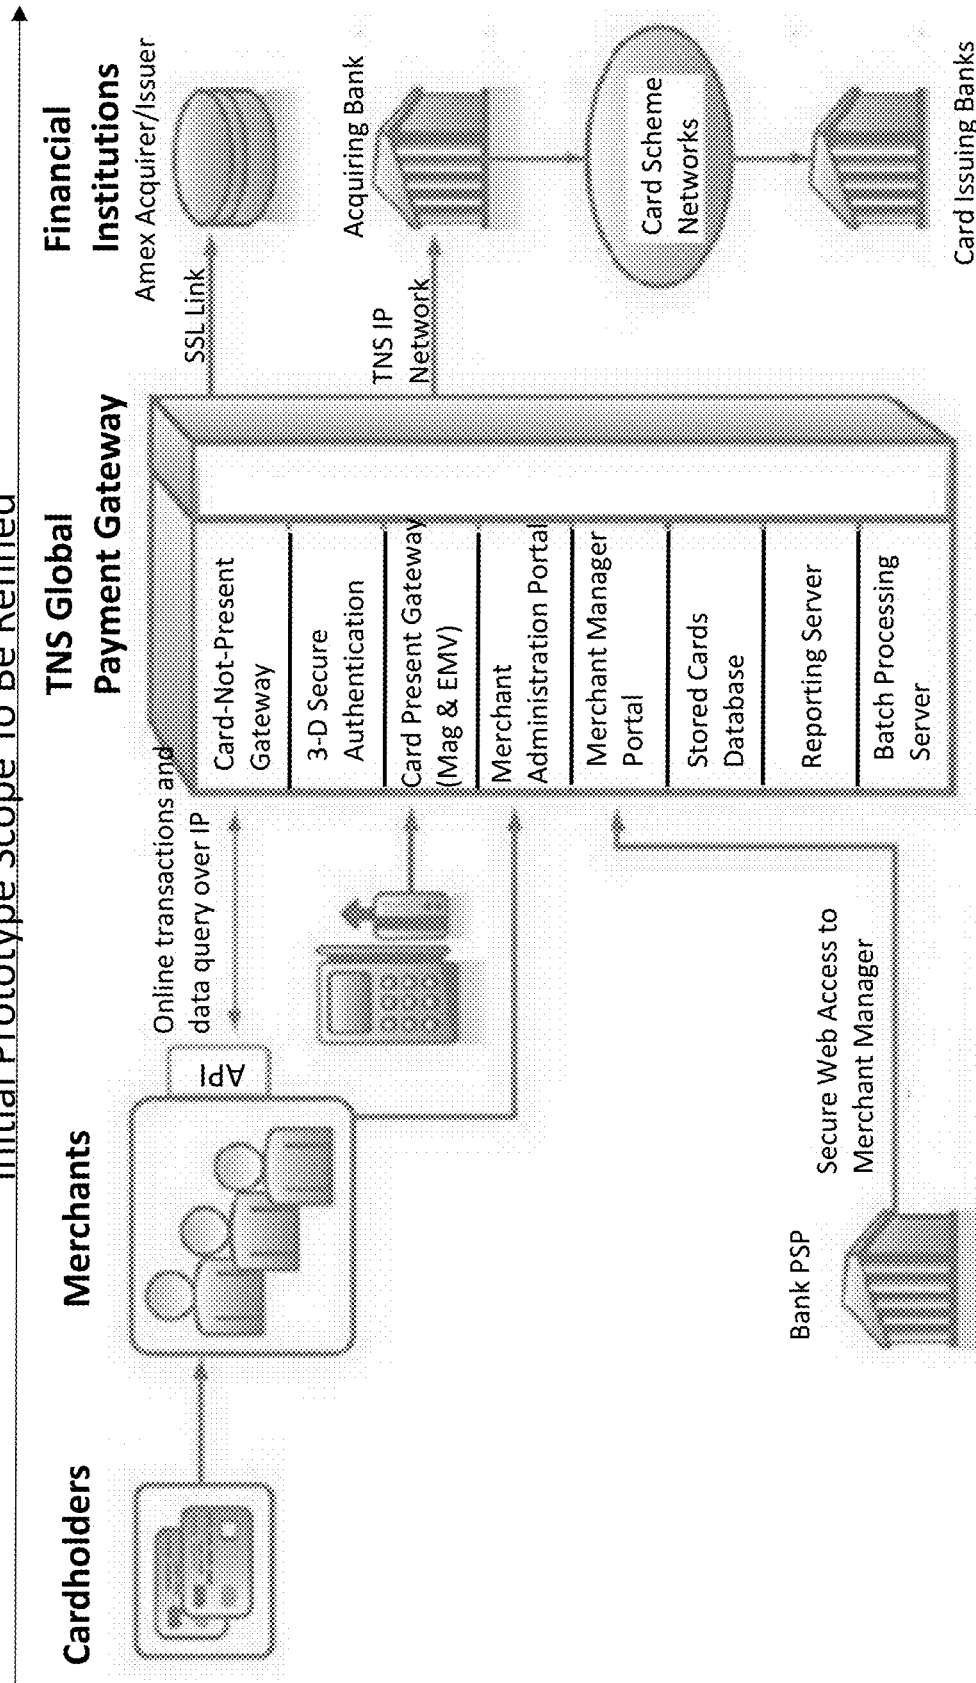 Initial Prototype Scope To Be Refined
Cardholders
Merchants
TNS Global
Payment Gateway
Financial
Institutions
API
Online transactions and
data query over IP
Card-Not-Present
Gateway
3-D Secure
Authentication
Card Present Gateway
(Mag & EMV)
Merchant
Administration Portal
Merchant Manager
Portal
Stored Cards
Database
Reporting Server
Batch Processing
Server
SSL Link
TNS IP
Network
Amex Acquirer/Issuer
Acquiring Bank
Card Scheme
Networks
Card Issuing Banks
Bank PSP
Secure Web Access to
Merchant Manager